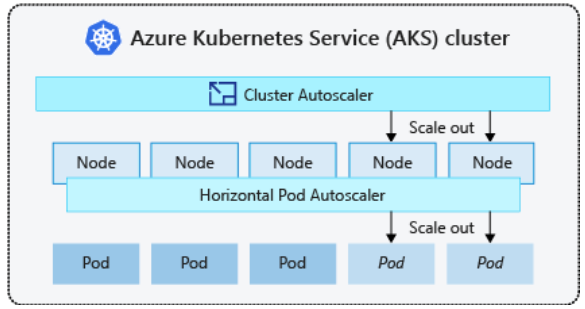 Azure Kubernetes Service (AKS) cluster
Cluster Autoscaler
Scale out
Node Node Node Node Node
Horizontal Pod Autoscaler
Scale out
Pod Pod Pod Pod Pod